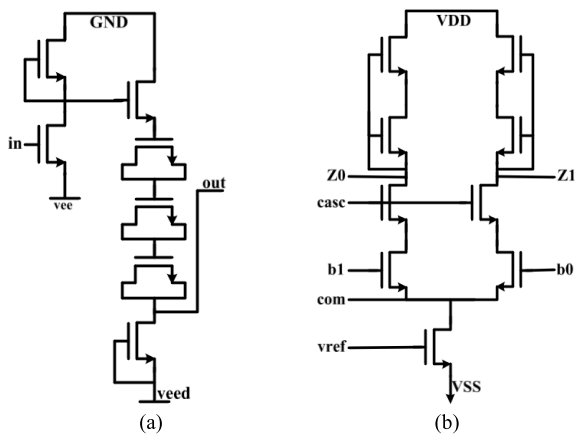 GND
in
vee
out
veed
(a)
VDD
Z0
Z1
casc
b1
b0
com
vref
VSS
(b)